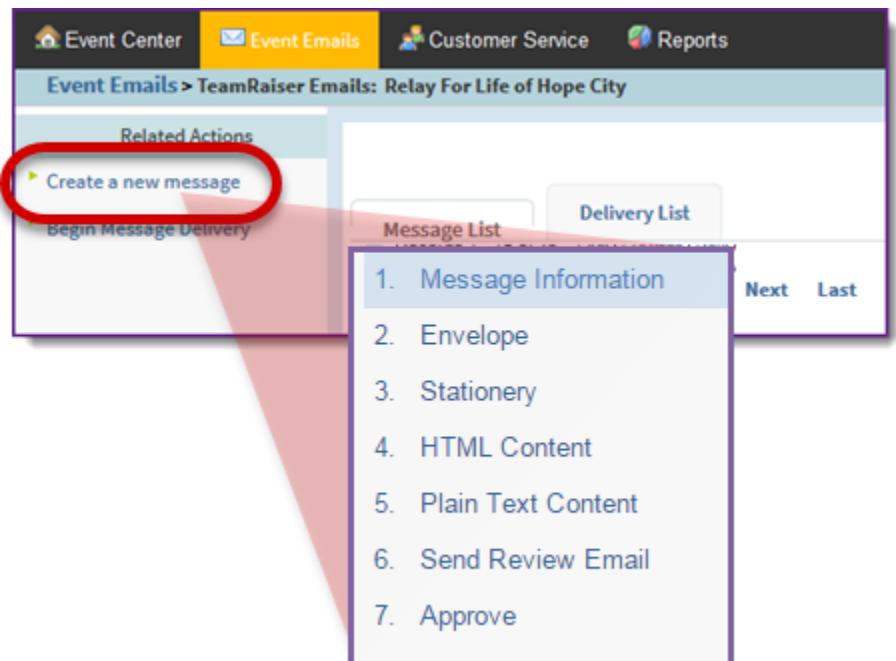 Event Center Event Emails Customer Service Reports
Event Emails > TeamRaiser Emails: Relay For Life of Hope City
Related Actions
Create a new message
Begin Message Delivery
Message List Delivery List
Next Last
1. Message Information
2. Envelope
3. Stationery
4. HTML Content
5. Plain Text Content
6. Send Review Email
7. Approve